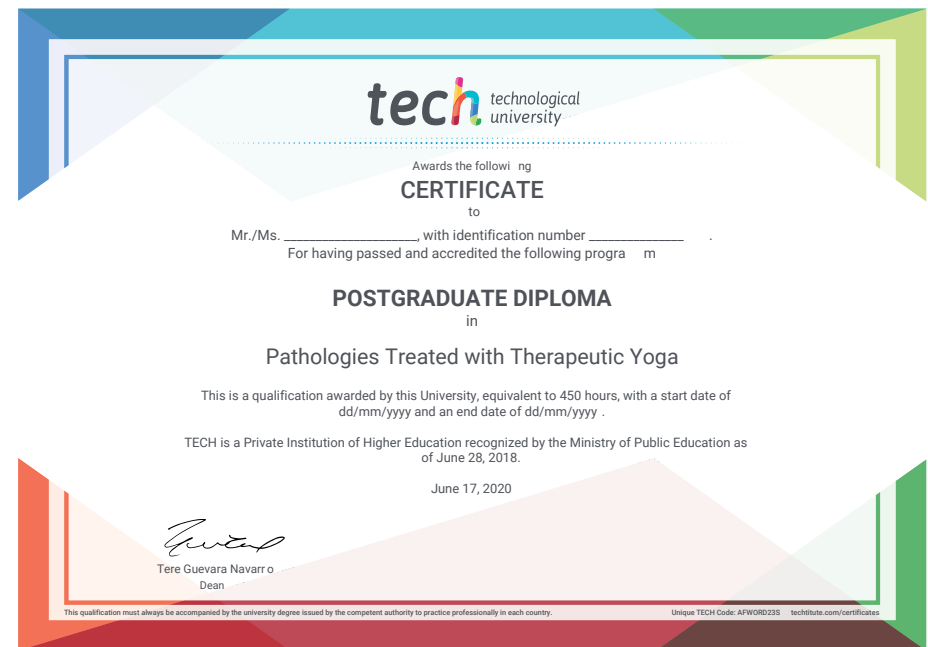 tech technological
university
Awards the followi ng
CERTIFICATE
to
Mr./Ms. _____________________, with identification number _______________ .
For having passed and accredited the following progra m
POSTGRADUATE DIPLOMA
in
Pathologies Treated with Therapeutic Yoga
This is a qualification awarded by this University, equivalent to 450 hours, with a start date of
dd/mm/yyyy and an end date of dd/mm/yyyy .
TECH is a Private Institution of Higher Education recognized by the Ministry of Public Education as
of June 28, 2018.
June 17, 2020
Tere Guevara Navarr o
Dean
This qualification must always be accompanied by the university degree issued by the competent authority to practice professionally in each country. Unique TECH Code: AFWORD23S techtitute.com/certificates